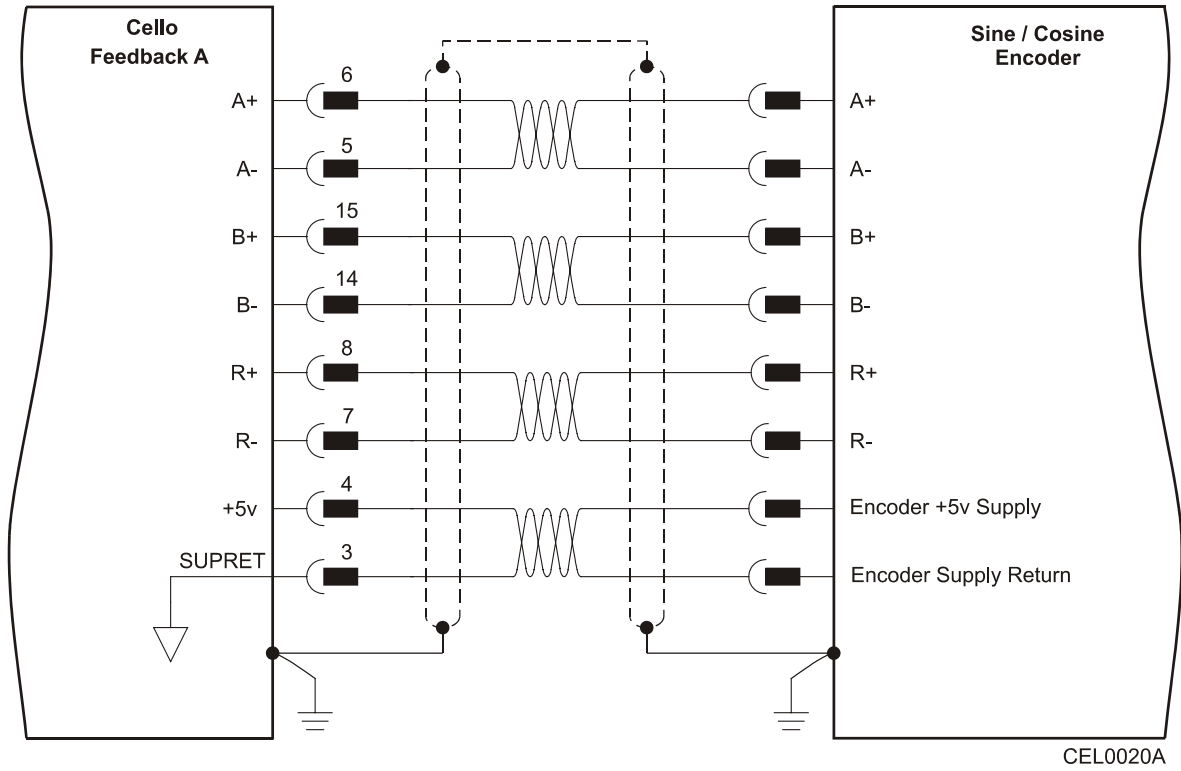 Cello
Feedback A
Sine / Cosine
Encoder
A+
6
A+
A-
5
A-
B+
15
B+
B-
14
B-
R+
8
R+
R-
7
R-
+5v
4
Encoder +5v Supply
SUPRET
3
Encoder Supply Return
CEL0020A